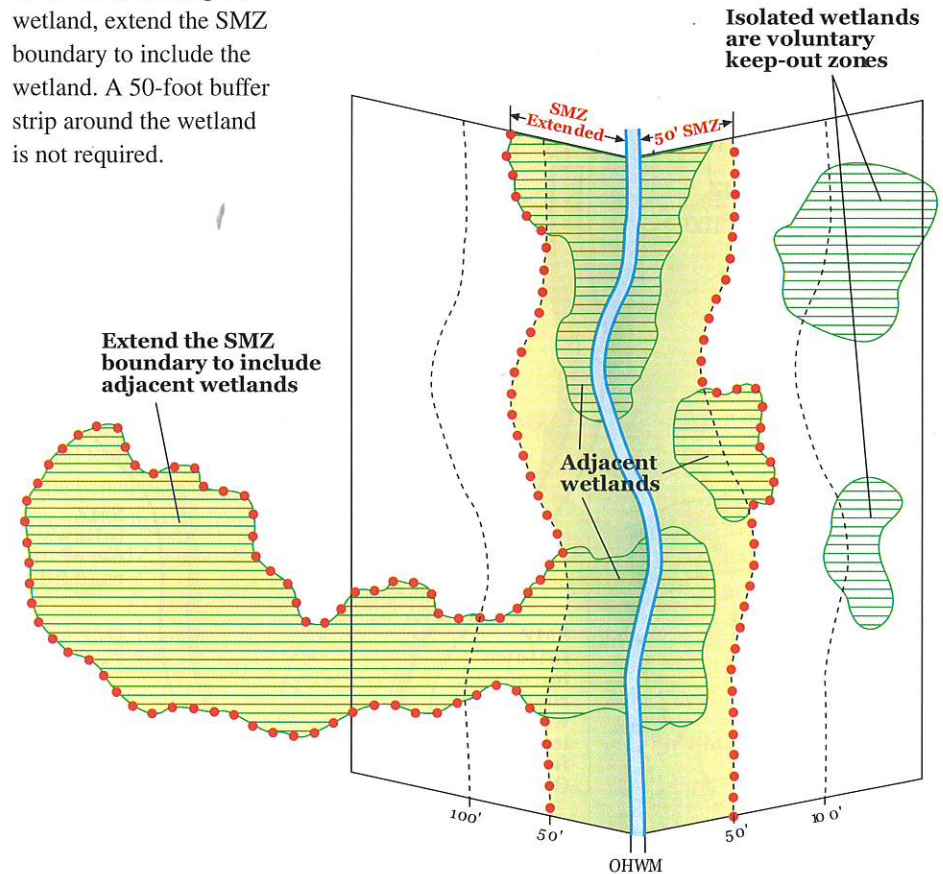 wetland, extend the SMZ
boundary to include the
wetland. A 50-foot buffer
strip around the wetland
is not required.
Isolated wetlands
are voluntary
keep-out zones
SMZ
Extended
50' SMZ
Extend the SMZ
boundary to include
adjacent wetlands
Adjacent
wetlands
100'
50'
50'
100'
OHWM